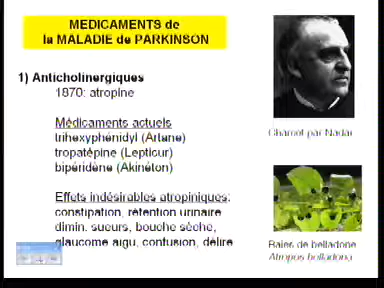 MEDICAMENTS de
la MALADIE de PARKINSON
1) Anticholinergiques
1870: atropine
Médicaments actuels
trihexyphénidyl (Artane)
tropatépine (Lepticur)
bipéridène (Akinéton)
Effets indésirables atropiniques:
constipation, rétention urinaire
dimin. sueurs, bouche sèche,
glaucome aigu, confusion, délire
Charcot par Nadar
Baies de belladone
Atropos belladona